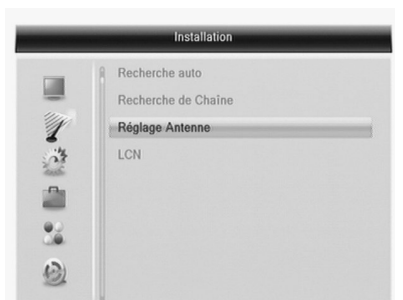 Installation
Recherche auto
Recherche de Chaîne
Réglage Antenne
LCN